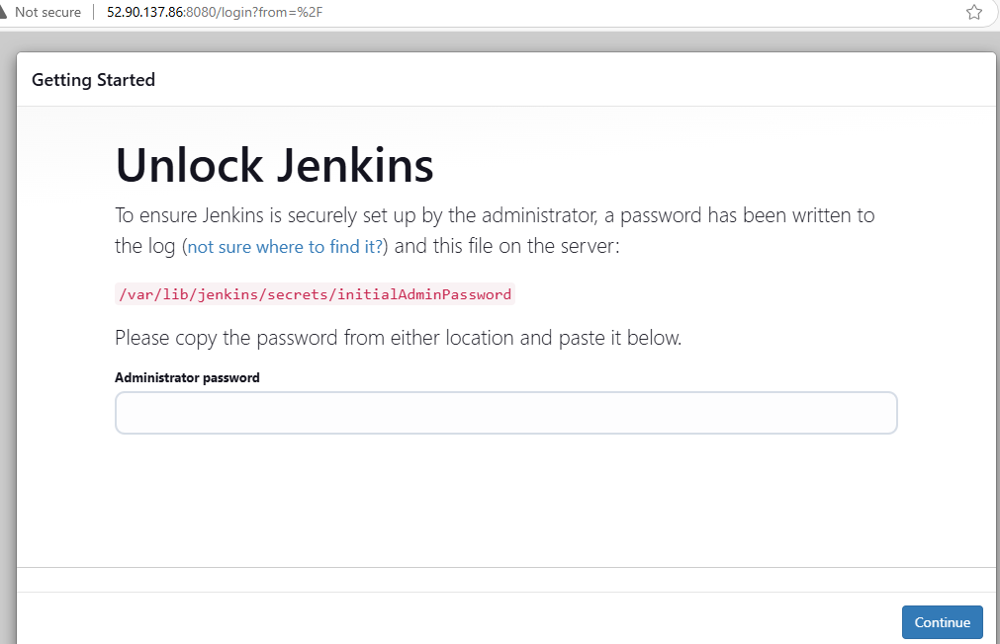 Not secure 52.90.137.86:8080/login?from=%2F
Getting Started
Unlock Jenkins
To ensure Jenkins is securely set up by the administrator, a password has been written to
the log (not sure where to find it?) and this file on the server:
/var/lib/jenkins/secrets/initialAdminPassword
Please copy the password from either location and paste it below.
Administrator password
Continue